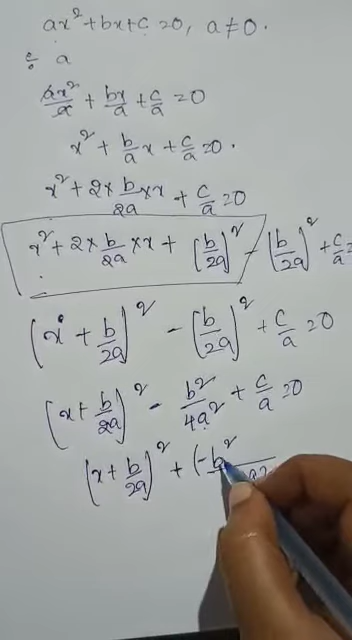 ax² + bx + c = 0, a ≠ 0.
÷ a
ax²/a + bx/a + c/a = 0
x² + b/a x + c/a = 0.
x² + 2 × b/2a × x + c/a = 0
x² + 2 × b/2a × x + (b/2a)² - (b/2a)² + c/a =
(x + b/2a)² - (b/2a)² + c/a = 0
(x + b/2a)² - b²/4a² + c/a = 0
(x + b/2a)² + (-b²